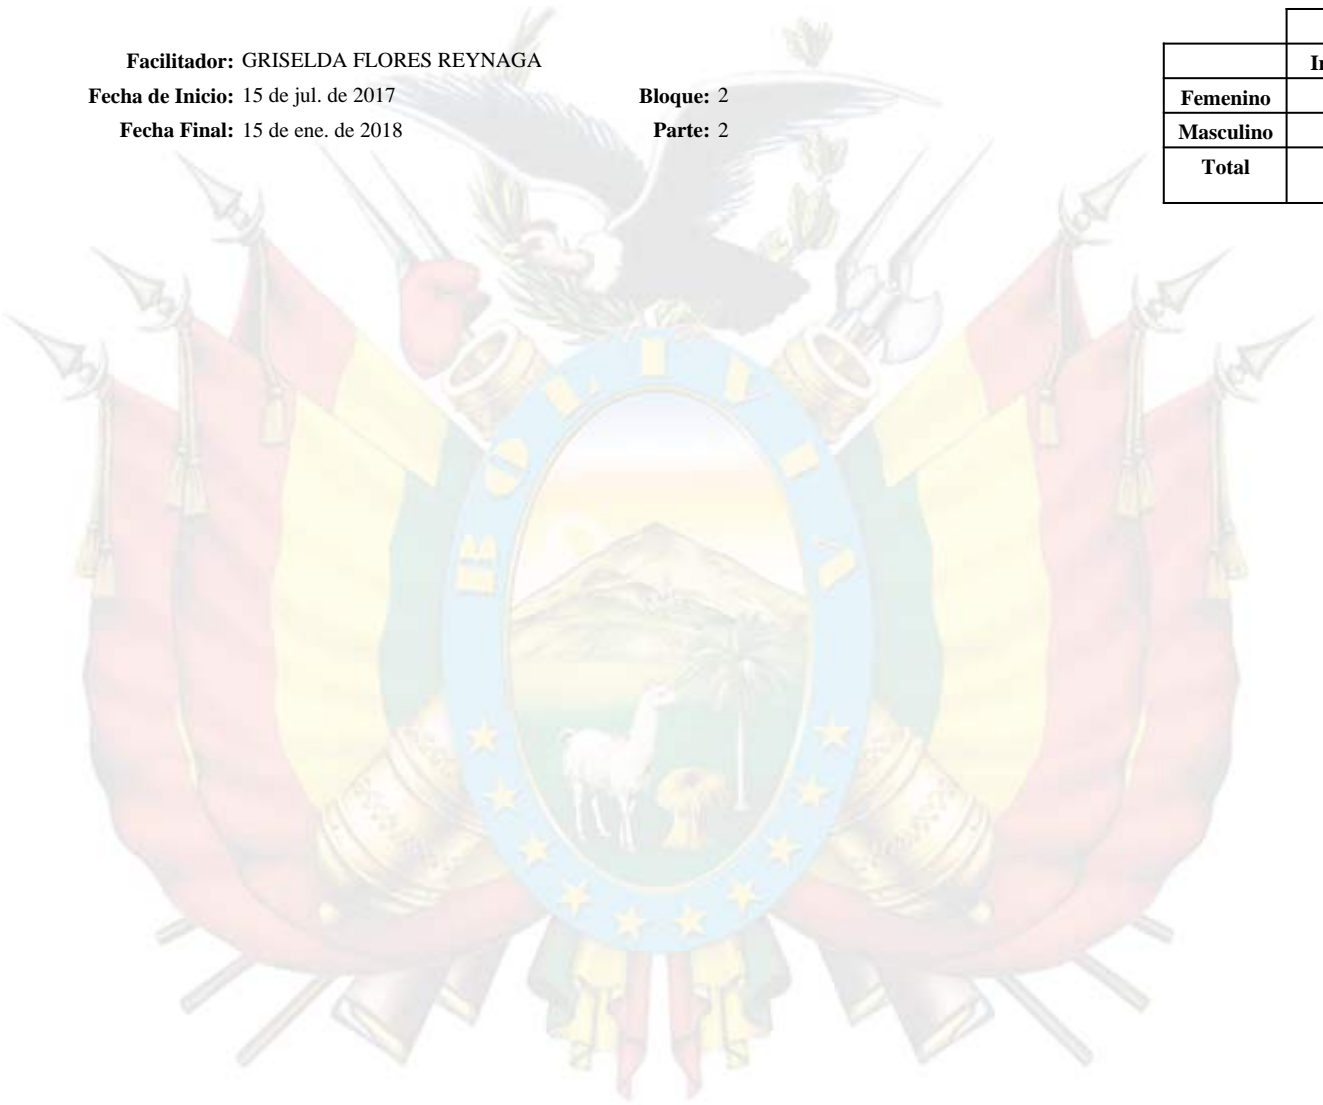 Facilitador: GRISELDA FLORES REYNAGA
Fecha de Inicio: 15 de jul. de 2017 Bloque: 2
Fecha Final: 15 de ene. de 2018 Parte: 2
Femenino
Masculino
Total
BOLIVIA